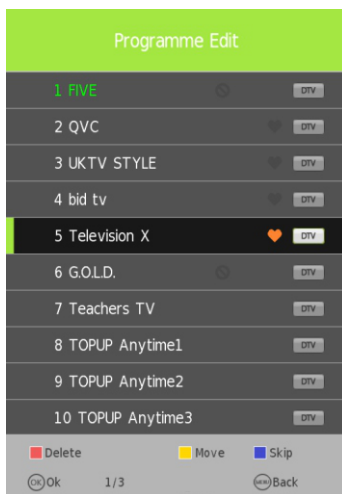 Programme Edit
1 FIVE DTV
2 QVC DTV
3 UKTV STYLE DTV
4 bid tv DTV
5 Television X DTV
6 G.O.L.D. DTV
7 Teachers TV DTV
8 TOPUP Anytime1 DTV
9 TOPUP Anytime2 DTV
10 TOPUP Anytime3 DTV
Delete Move Skip
OK Ok 1/3 MENU Back